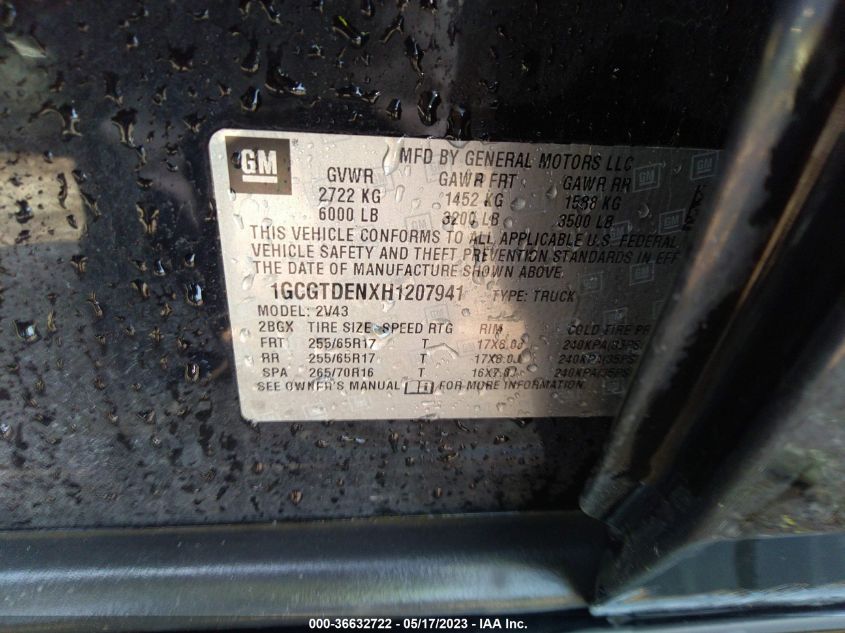 GM
MFD BY GENERAL MOTORS LLC
GVWR GAWR FRT GAWR RR
2722 KG 1452 KG 1588 KG
6000 LB 3200 LB 3500 LB
THIS VEHICLE CONFORMS TO ALL APPLICABLE U.S. FEDERAL
VEHICLE SAFETY AND THEFT PREVENTION STANDARDS IN EFF
THE DATE OF MANUFACTURE SHOWN ABOVE.
1GCGTDENXH1207941 TYPE: TRUCK
MODEL: 2V43
2BGX TIRE SIZE SPEED RTG RIM COLD TIRE PR
FRT 255/65R17 T 17X8.0J 240KPA(35PS
RR 255/65R17 T 17X8.0J 240KPA(35PS
SPA 265/70R16 T 16X7.0J 240KPA(35PS
SEE OWNER'S MANUAL FOR MORE INFORMATION.
000-36632722 - 05/17/2023 - IAA Inc.